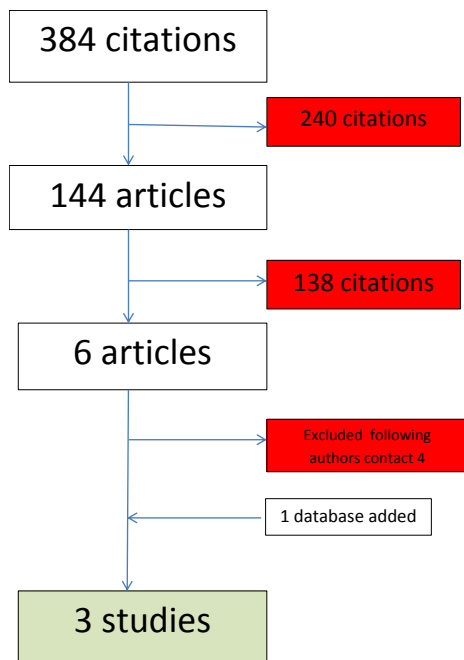 384 citations
240 citations
144 articles
138 citations
6 articles
Excluded following
authors contact 4
1 database added
3 studies